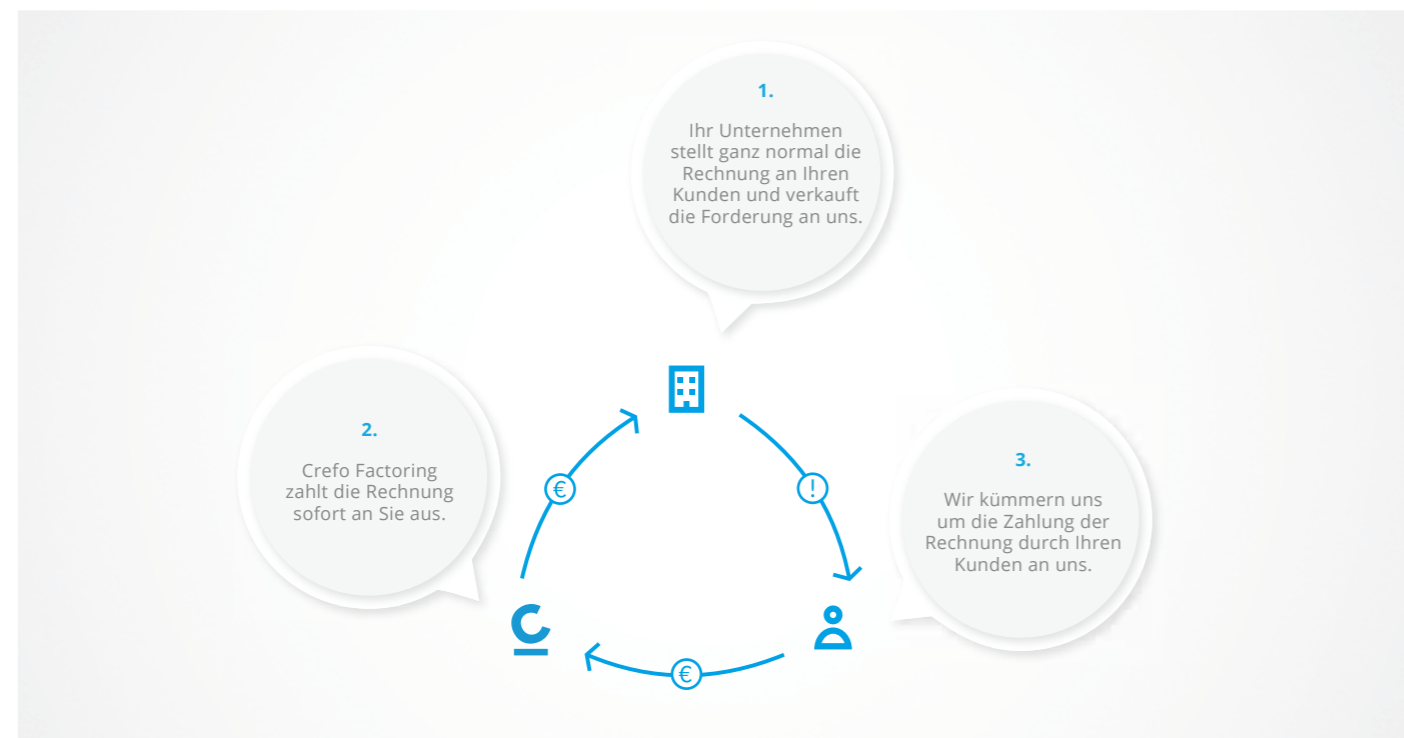 1.
Ihr Unternehmen
stellt ganz normal die
Rechnung an Ihren
Kunden und verkauft
die Forderung an uns.
2.
Crefo Factoring
zahlt die Rechnung
sofort an Sie aus.
3.
Wir kümmern uns
um die Zahlung der
Rechnung durch Ihren
Kunden an uns.
€
!
€
C